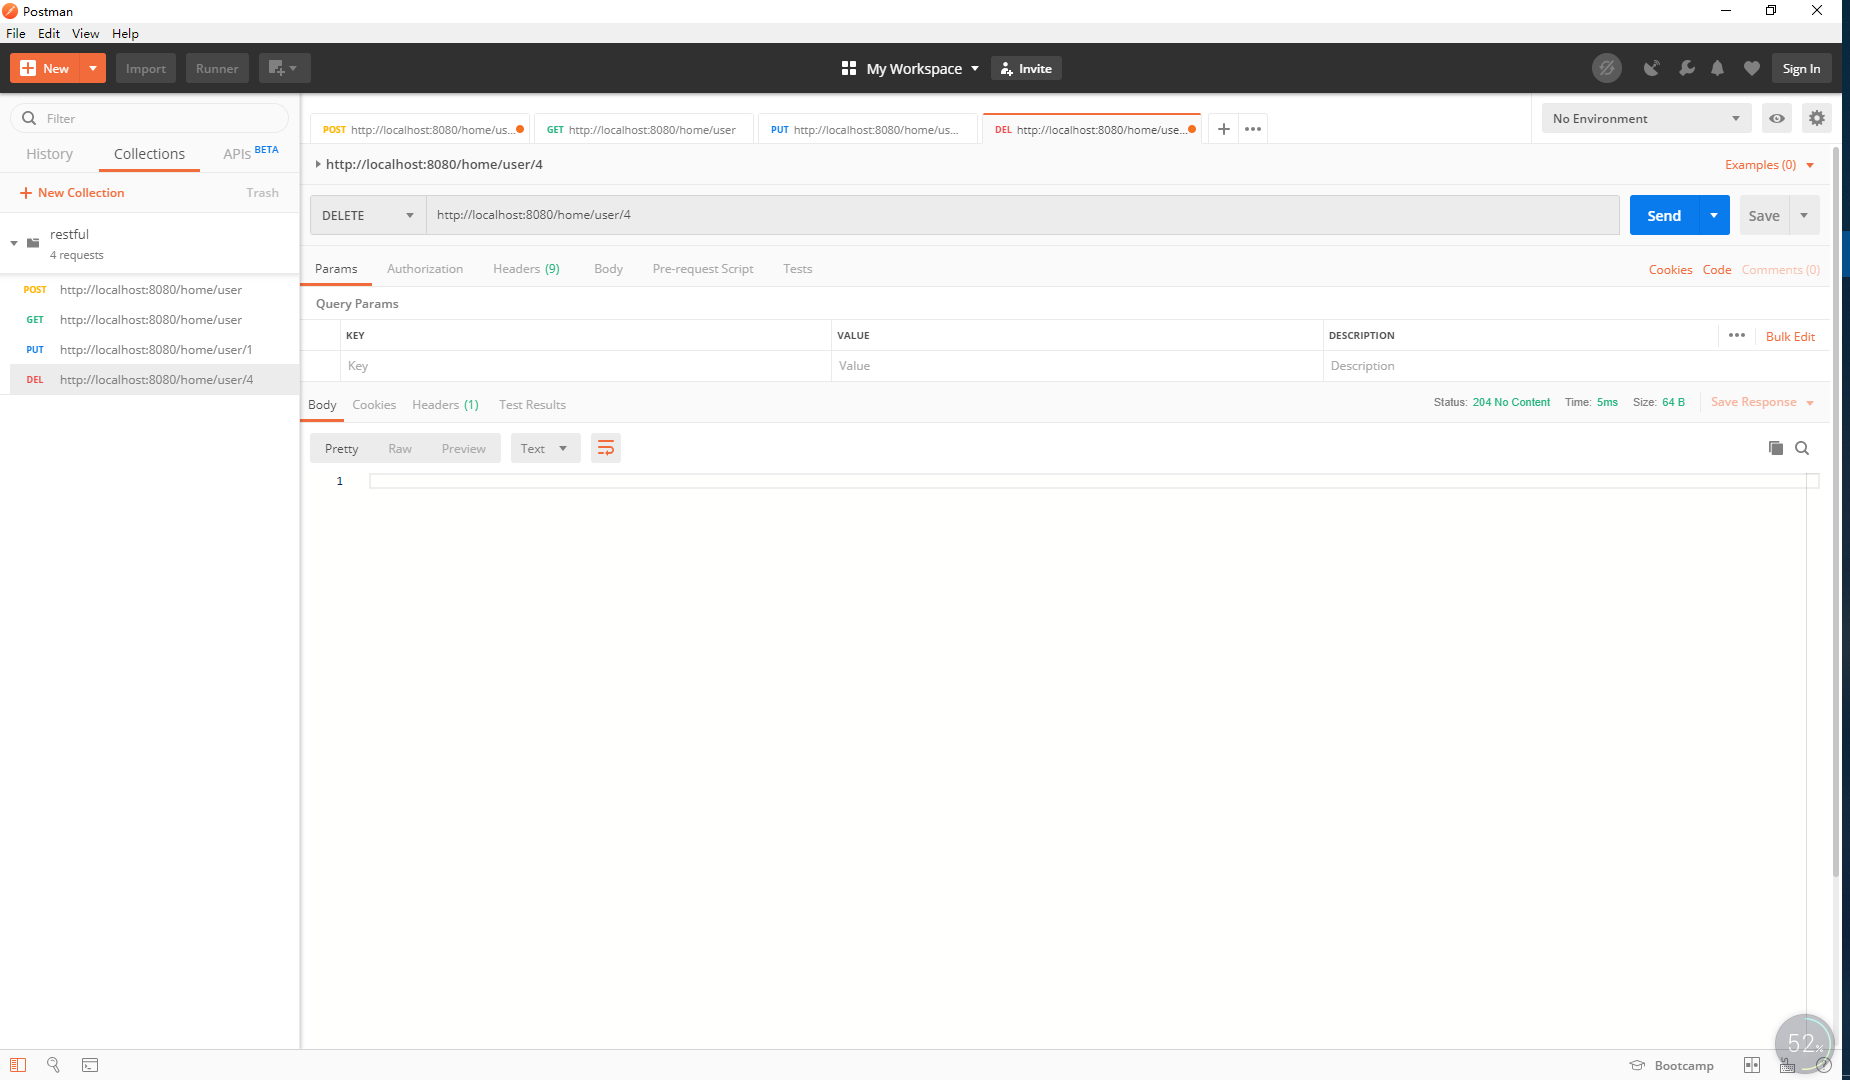 Postman
File Edit View Help
New Import Runner My Workspace Invite Sign In
Filter
History Collections APIs BETA
New Collection Trash
restful
4 requests
POST http://localhost:8080/home/user
GET http://localhost:8080/home/user
PUT http://localhost:8080/home/user/1
DEL http://localhost:8080/home/user/4
POST http://localhost:8080/home/us... GET http://localhost:8080/home/user PUT http://localhost:8080/home/us... DEL http://localhost:8080/home/use... No Environment
http://localhost:8080/home/user/4 Examples (0)
DELETE http://localhost:8080/home/user/4 Send Save
Params Authorization Headers (9) Body Pre-request Script Tests Cookies Code Comments (0)
Query Params
KEY VALUE DESCRIPTION Bulk Edit
Key Value Description
Body Cookies Headers (1) Test Results Status: 204 No Content Time: 5ms Size: 64 B Save Response
Pretty Raw Preview Text
1
52%
Bootcamp